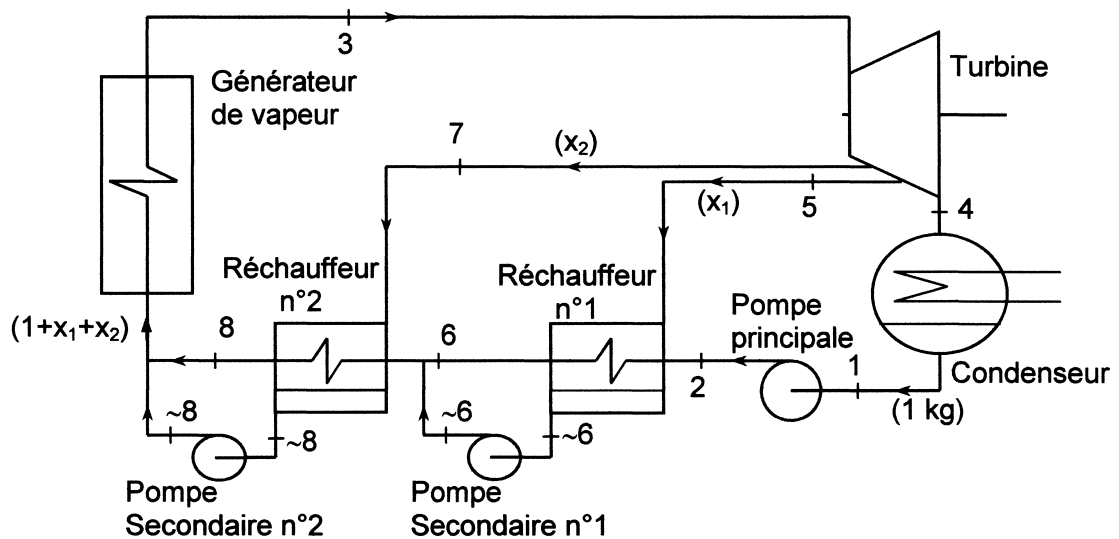 3
Générateur
de vapeur
Turbine
7
(x₂)
(x₁)
5
4
Réchauffeur
n°2
Réchauffeur
n°1
Pompe
principale
(1+x₁+x₂)
8
6
2
1
Condenseur
(1 kg)
~8
~8
~6
~6
Pompe
Secondaire n°2
Pompe
Secondaire n°1